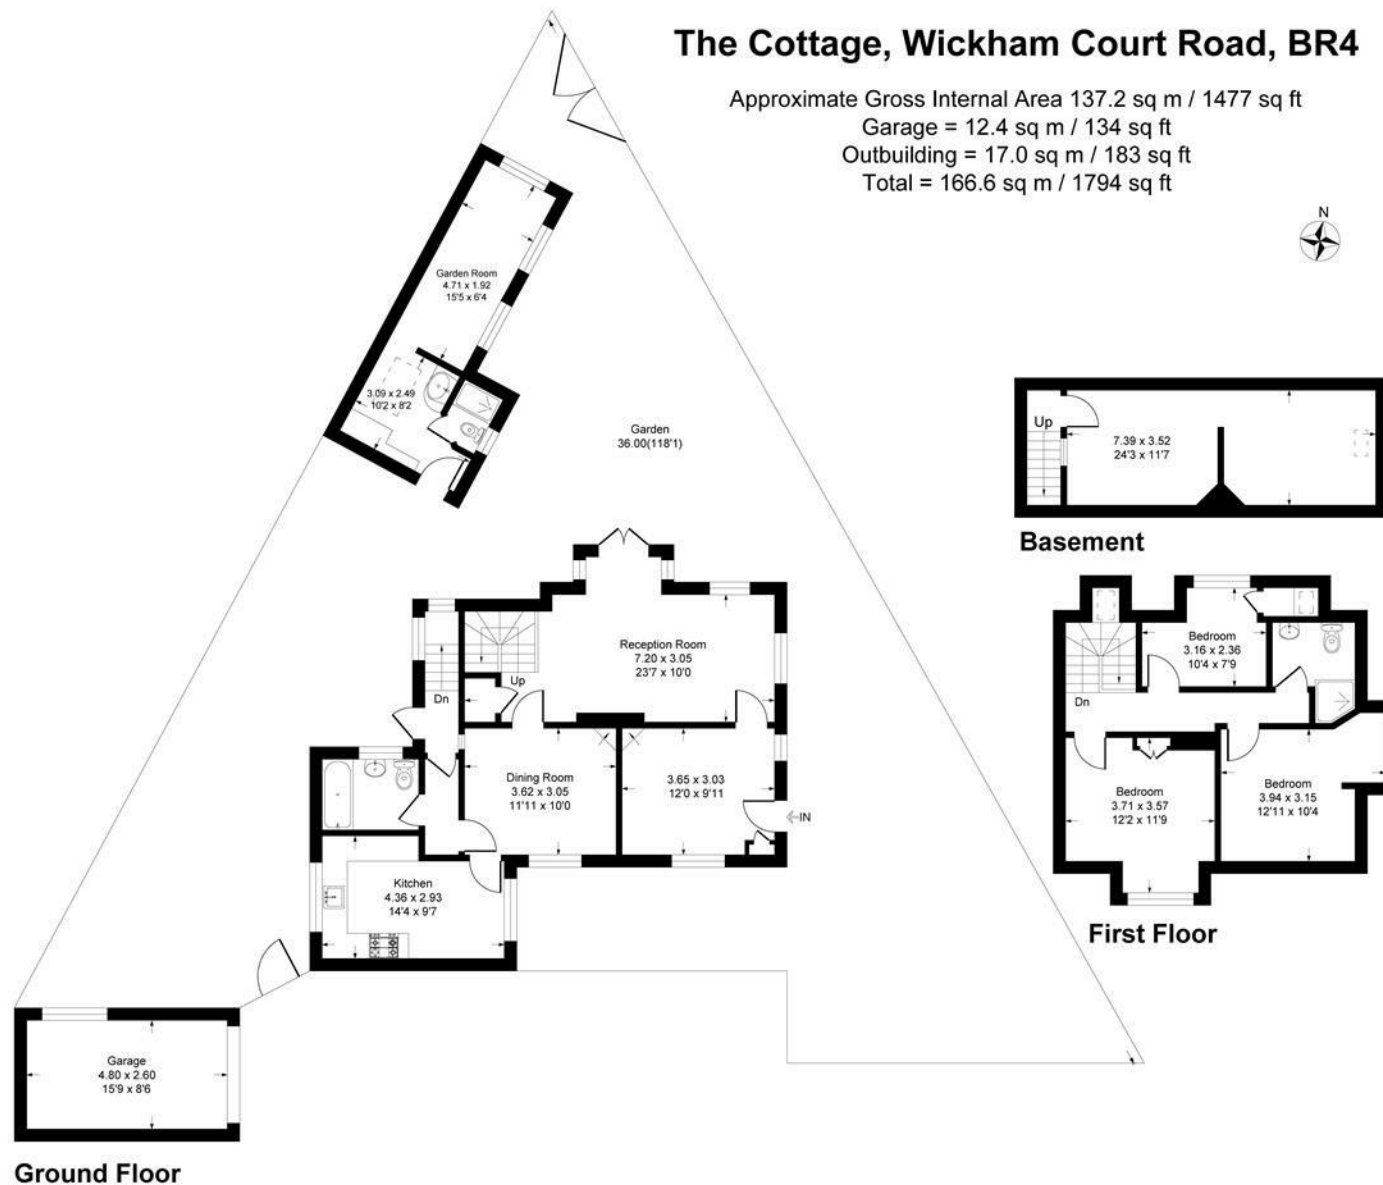 The Cottage, Wickham Court Road, BR4
Approximate Gross Internal Area 137.2 sq m / 1477 sq ft
Garage = 12.4 sq m / 134 sq ft
Outbuilding = 17.0 sq m / 183 sq ft
Total = 166.6 sq m / 1794 sq ft
N
Garden Room
4.71 x 1.92
15'5 x 6'4
3.09 x 2.49
10'2 x 8'2
Garden
36.00(118'1)
Up
7.39 x 3.52
24'3 x 11'7
Basement
Reception Room
7.20 x 3.05
23'7 x 10'0
Up
Dn
Dining Room
3.62 x 3.05
11'11 x 10'0
3.65 x 3.03
12'0 x 9'11
IN
Kitchen
4.36 x 2.93
14'4 x 9'7
Bedroom
3.16 x 2.36
10'4 x 7'9
Dn
Bedroom
3.71 x 3.57
12'2 x 11'9
Bedroom
3.94 x 3.15
12'11 x 10'4
First Floor
Garage
4.80 x 2.60
15'9 x 8'6
Ground Floor